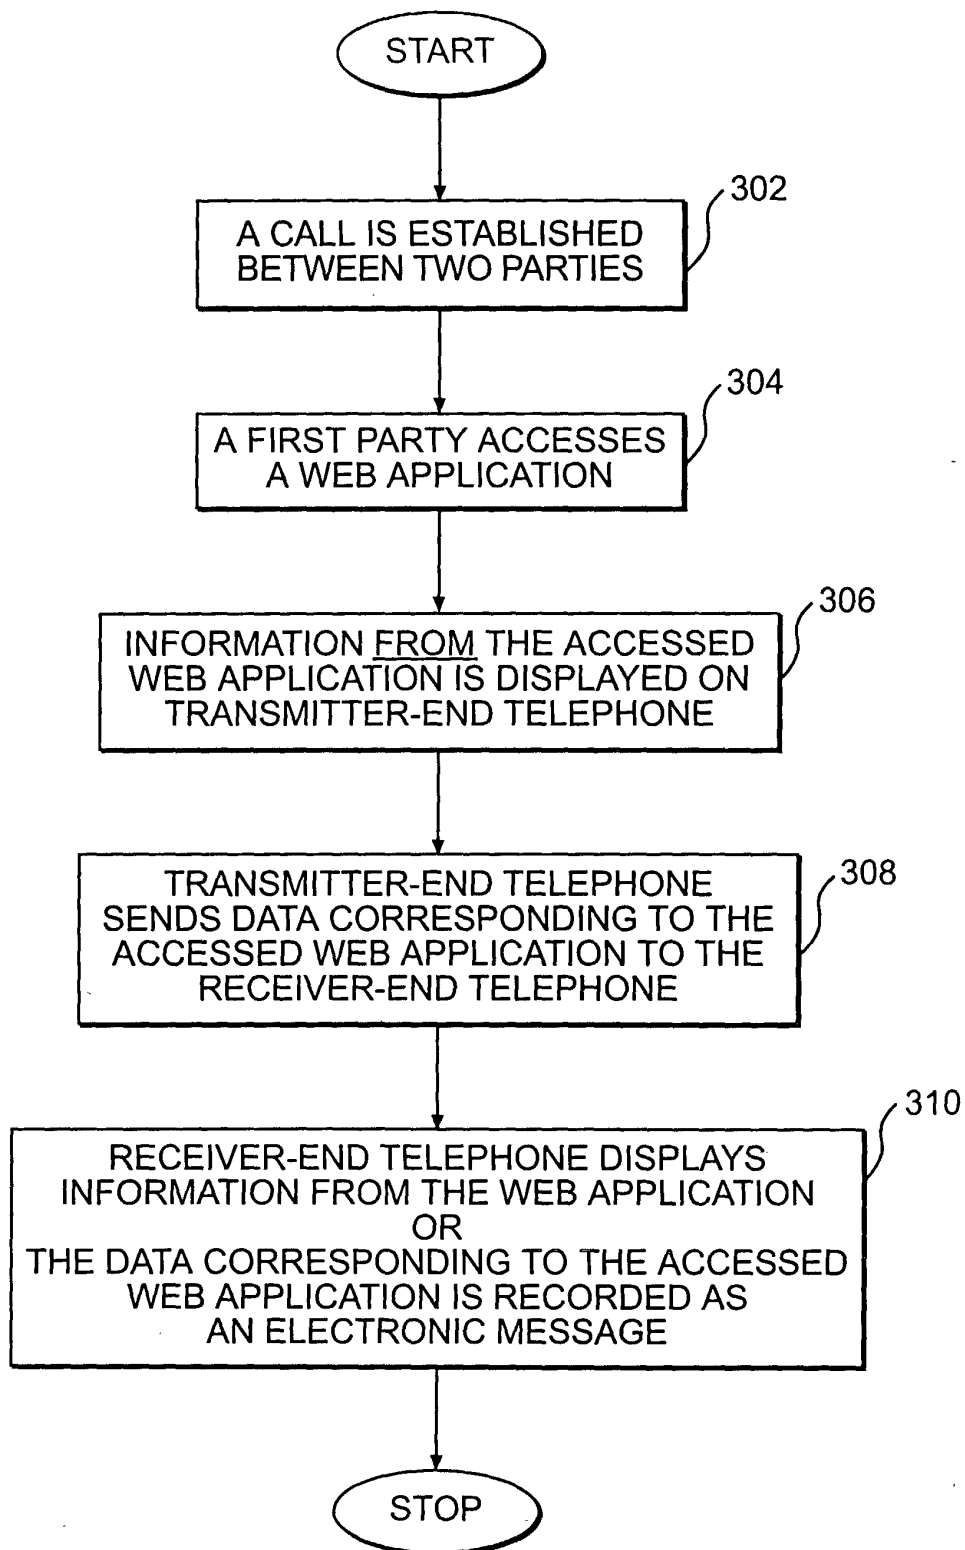 START
302
A CALL IS ESTABLISHED
BETWEEN TWO PARTIES
304
A FIRST PARTY ACCESSES
A WEB APPLICATION
306
INFORMATION FROM THE ACCESSED
WEB APPLICATION IS DISPLAYED ON
TRANSMITTER-END TELEPHONE
308
TRANSMITTER-END TELEPHONE
SENDS DATA CORRESPONDING TO THE
ACCESSED WEB APPLICATION TO THE
RECEIVER-END TELEPHONE
310
RECEIVER-END TELEPHONE DISPLAYS
INFORMATION FROM THE WEB APPLICATION
OR
THE DATA CORRESPONDING TO THE ACCESSED
WEB APPLICATION IS RECORDED AS
AN ELECTRONIC MESSAGE
STOP